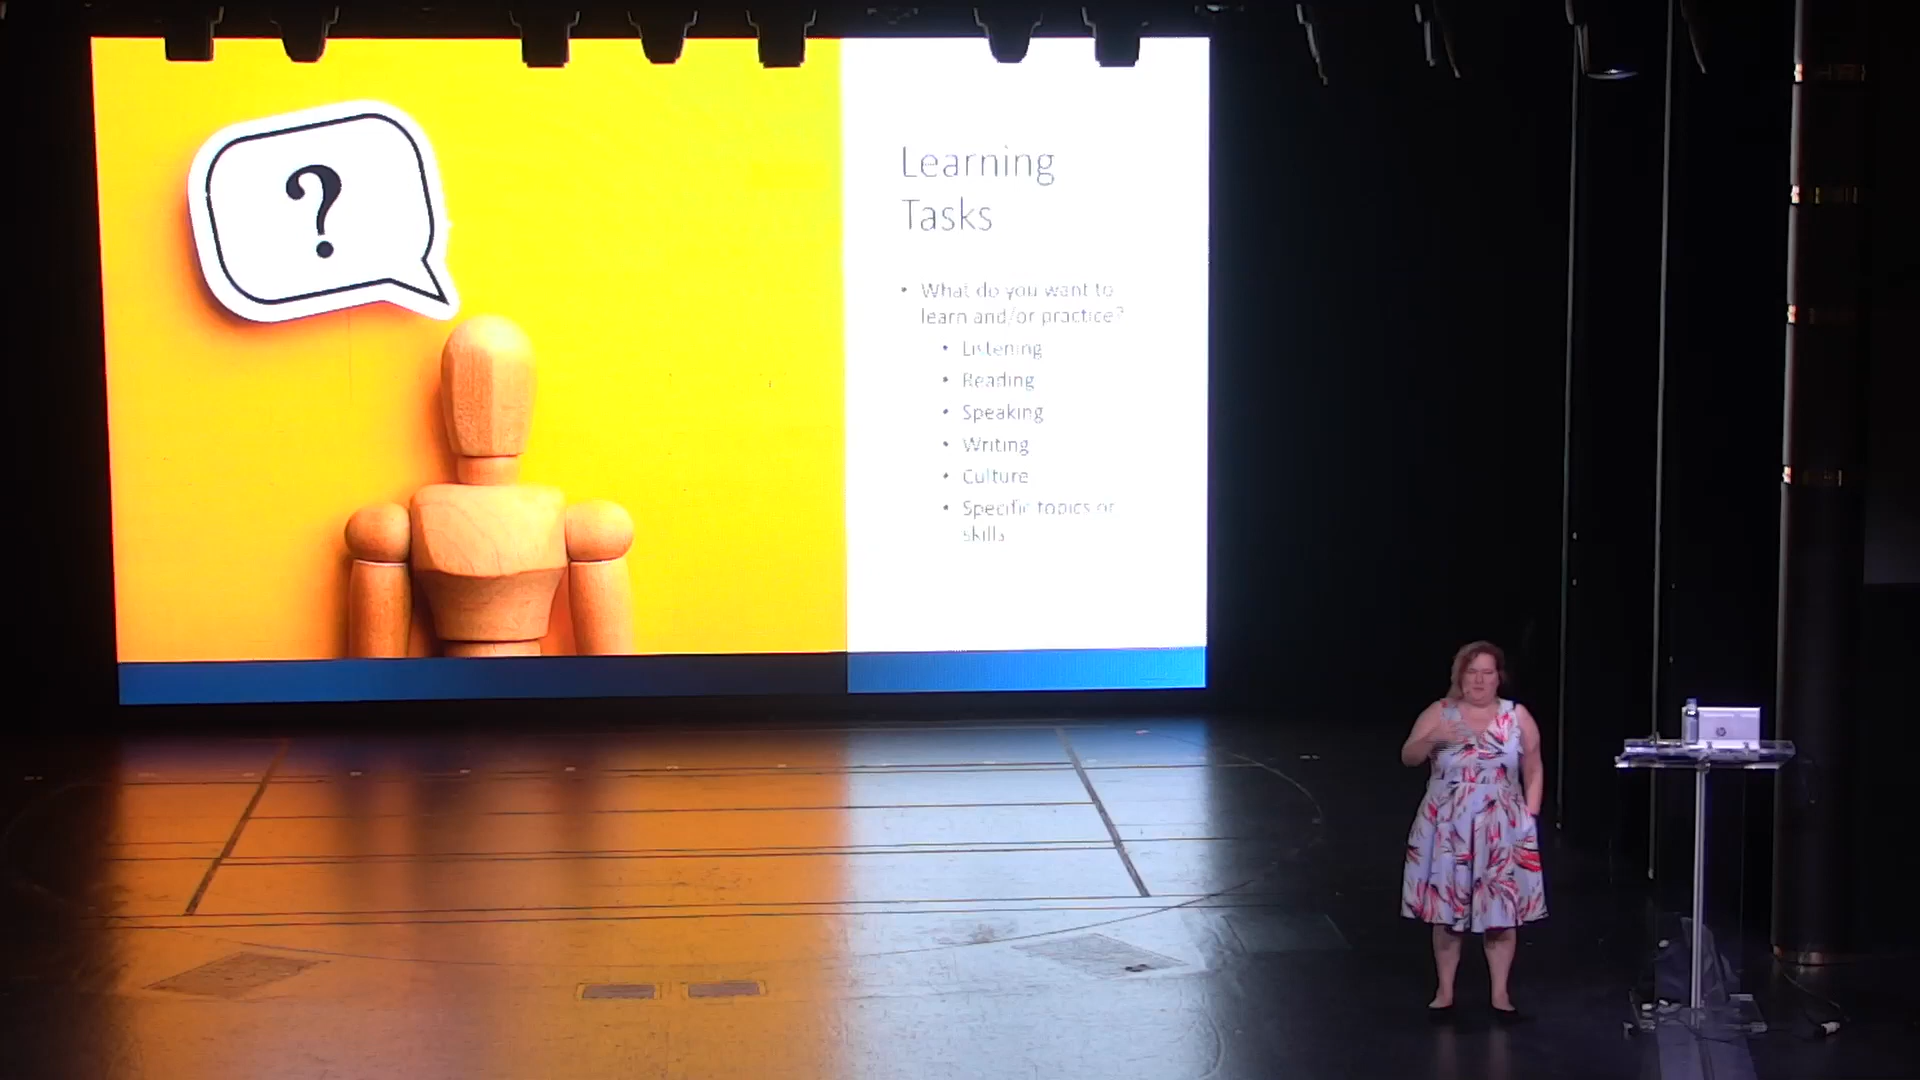 ?
Learning
Tasks
• What do you want to
learn and/or practice?
• Listening
• Reading
• Speaking
• Writing
• Culture
• Specific topics or
skills
hp